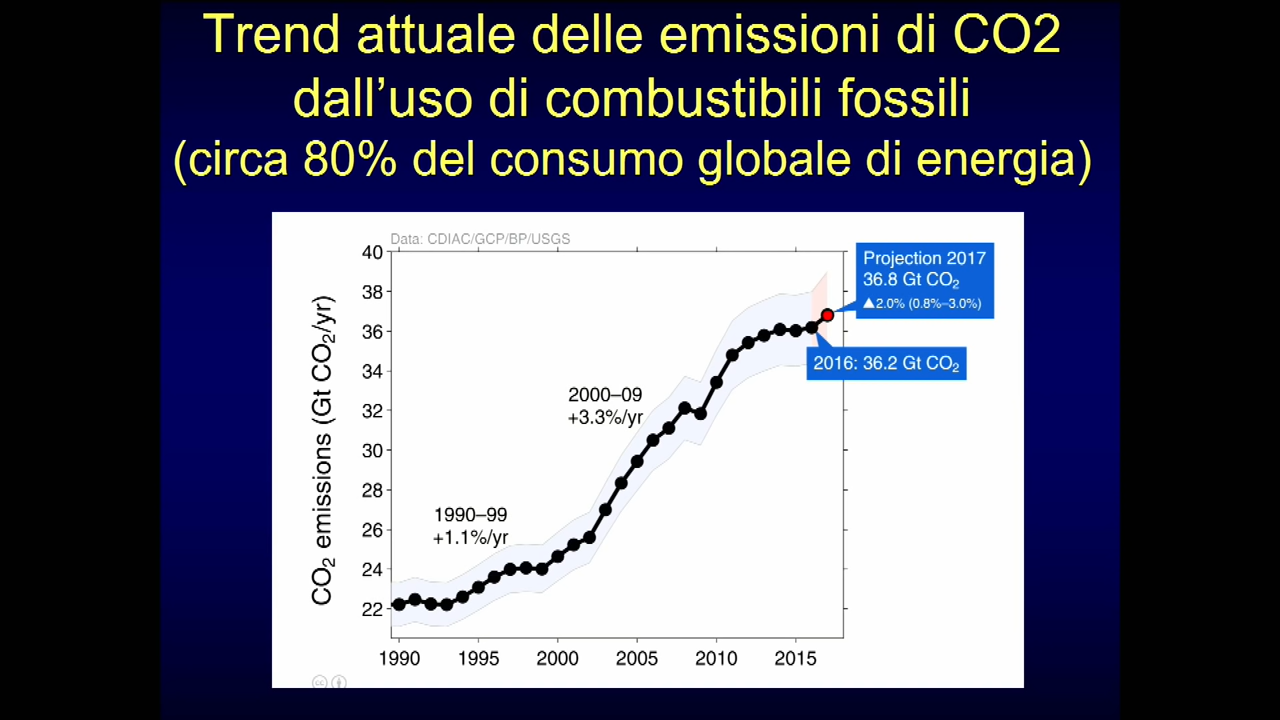 Trend attuale delle emissioni di CO2
dall'uso di combustibili fossili
(circa 80% del consumo globale di energia)
Data: CDIAC/GCP/BP/USGS
CO₂ emissions (Gt CO₂/yr)
40
38
36
34
32
30
28
26
24
22
1990
1995
2000
2005
2010
2015
1990–99
+1.1%/yr
2000–09
+3.3%/yr
Projection 2017
36.8 Gt CO₂
▲2.0% (0.8%–3.0%)
2016: 36.2 Gt CO₂
cc